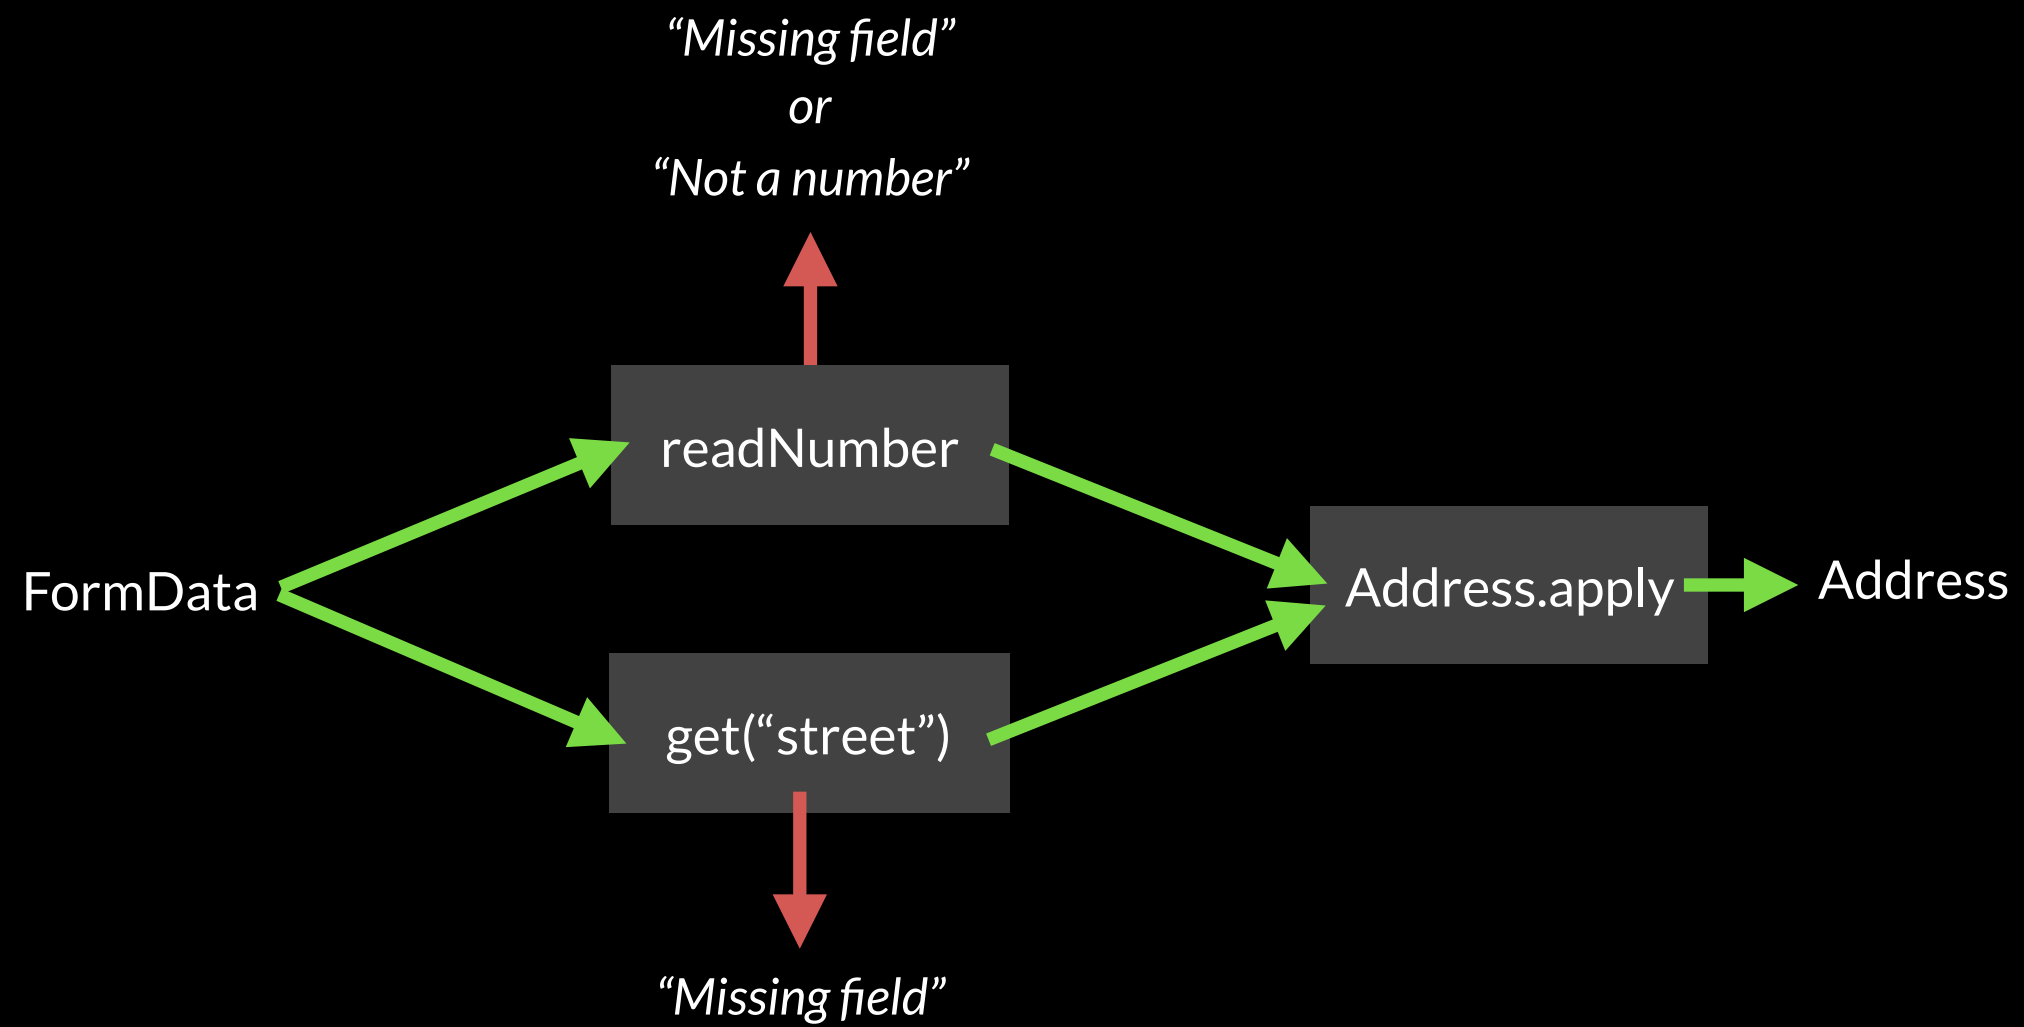 “Missing field”
or
“Not a number”
readNumber
FormData
Address.apply
Address
get(“street”)
“Missing field”